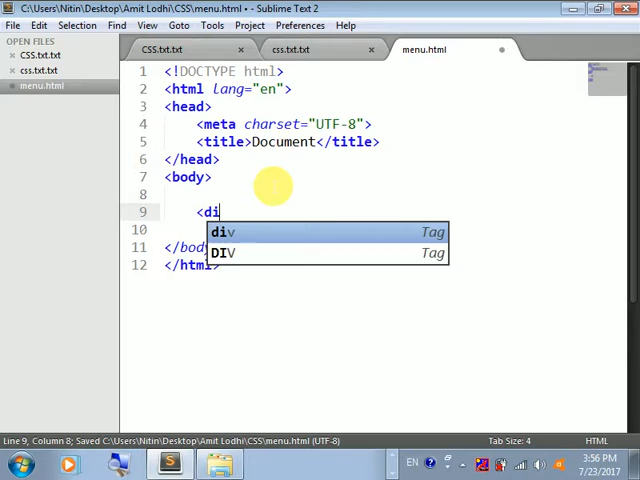 C:\Users\Nitin\Desktop\Amit Lodhi\CSS\menu.html • - Sublime Text 2
File Edit Selection Find View Goto Tools Project Preferences Help
OPEN FILES
CSS.txt.txt
css.txt.txt
menu.html
CSS.txt.txt × css.txt.txt × menu.html
1 <!DOCTYPE html>
2 <html lang="en">
3 <head>
4 <meta charset="UTF-8">
5 <title>Document</title>
6 </head>
7 <body>
8
9 <di
div Tag
10
DIV Tag
11 </body
12 </html>
Line 9, Column 8; Saved C:\Users\Nitin\Desktop\Amit Lodhi\CSS\menu.html (UTF-8) Tab Size: 4 HTML
EN
3:56 PM
7/23/2017